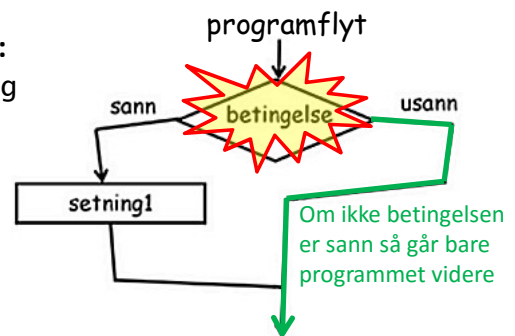 programflyt
:
g
sann
betingelse
usann
setning1
Om ikke betingelsen
er sann så går bare
programmet videre